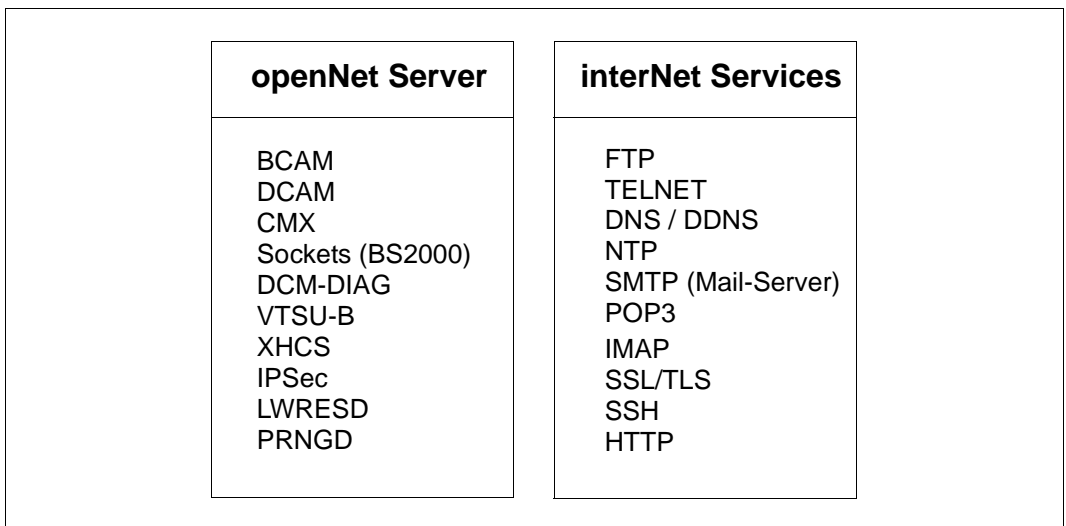 openNet Server
BCAM
DCAM
CMX
Sockets (BS2000)
DCM-DIAG
VTSU-B
XHCS
IPSec
LWRESD
PRNGD
interNet Services
FTP
TELNET
DNS / DDNS
NTP
SMTP (Mail-Server)
POP3
IMAP
SSL/TLS
SSH
HTTP